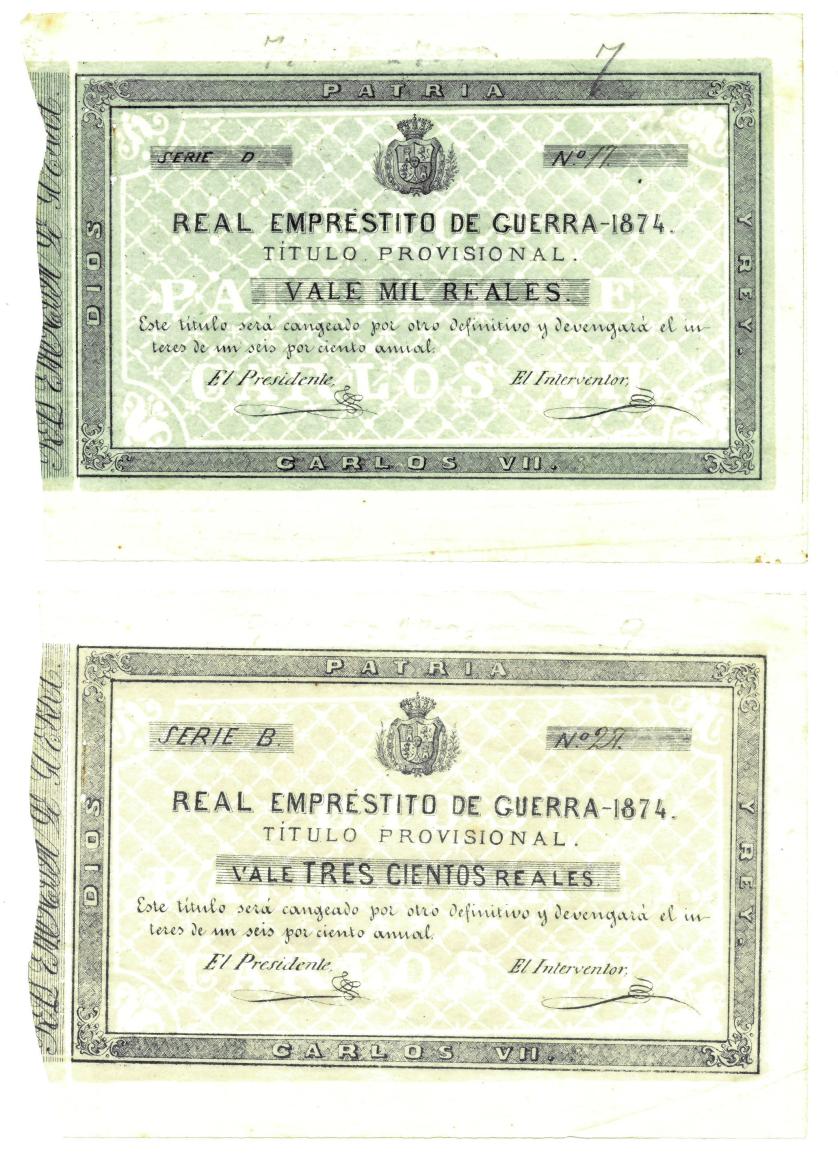 7
PATRIA
SERIE D
Nº 17.
DIOS
Y REY.
REAL EMPRÉSTITO DE GUERRA-1874.
TÍTULO PROVISIONAL.
VALE MIL REALES.
Este título será cangeado por otro definitivo y devengará el in-
teres de un seis por ciento anual.
El Presidente, El Interventor,
CARLOS VII.
PATRIA
SERIE B.
Nº 27.
DIOS
Y REY.
REAL EMPRÉSTITO DE GUERRA-1874.
TÍTULO PROVISIONAL.
VALE TRES CIENTOS REALES.
Este título será cangeado por otro definitivo y devengará el in-
teres de un seis por ciento anual.
El Presidente, El Interventor,
CARLOS VII.